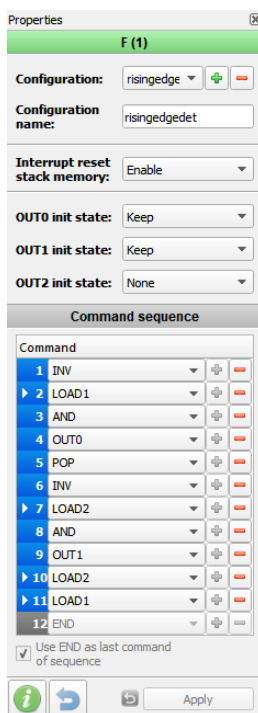 Properties
F (1)
Configuration: risingedge
Configuration
name: risingedgedet
Interrupt reset
stack memory: Enable
OUT0 init state: Keep
OUT1 init state: Keep
OUT2 init state: None
Command sequence
Command
1 INV
2 LOAD1
3 AND
4 OUT0
5 POP
6 INV
7 LOAD2
8 AND
9 OUT1
10 LOAD2
11 LOAD1
12 END
Use END as last command
of sequence
Apply